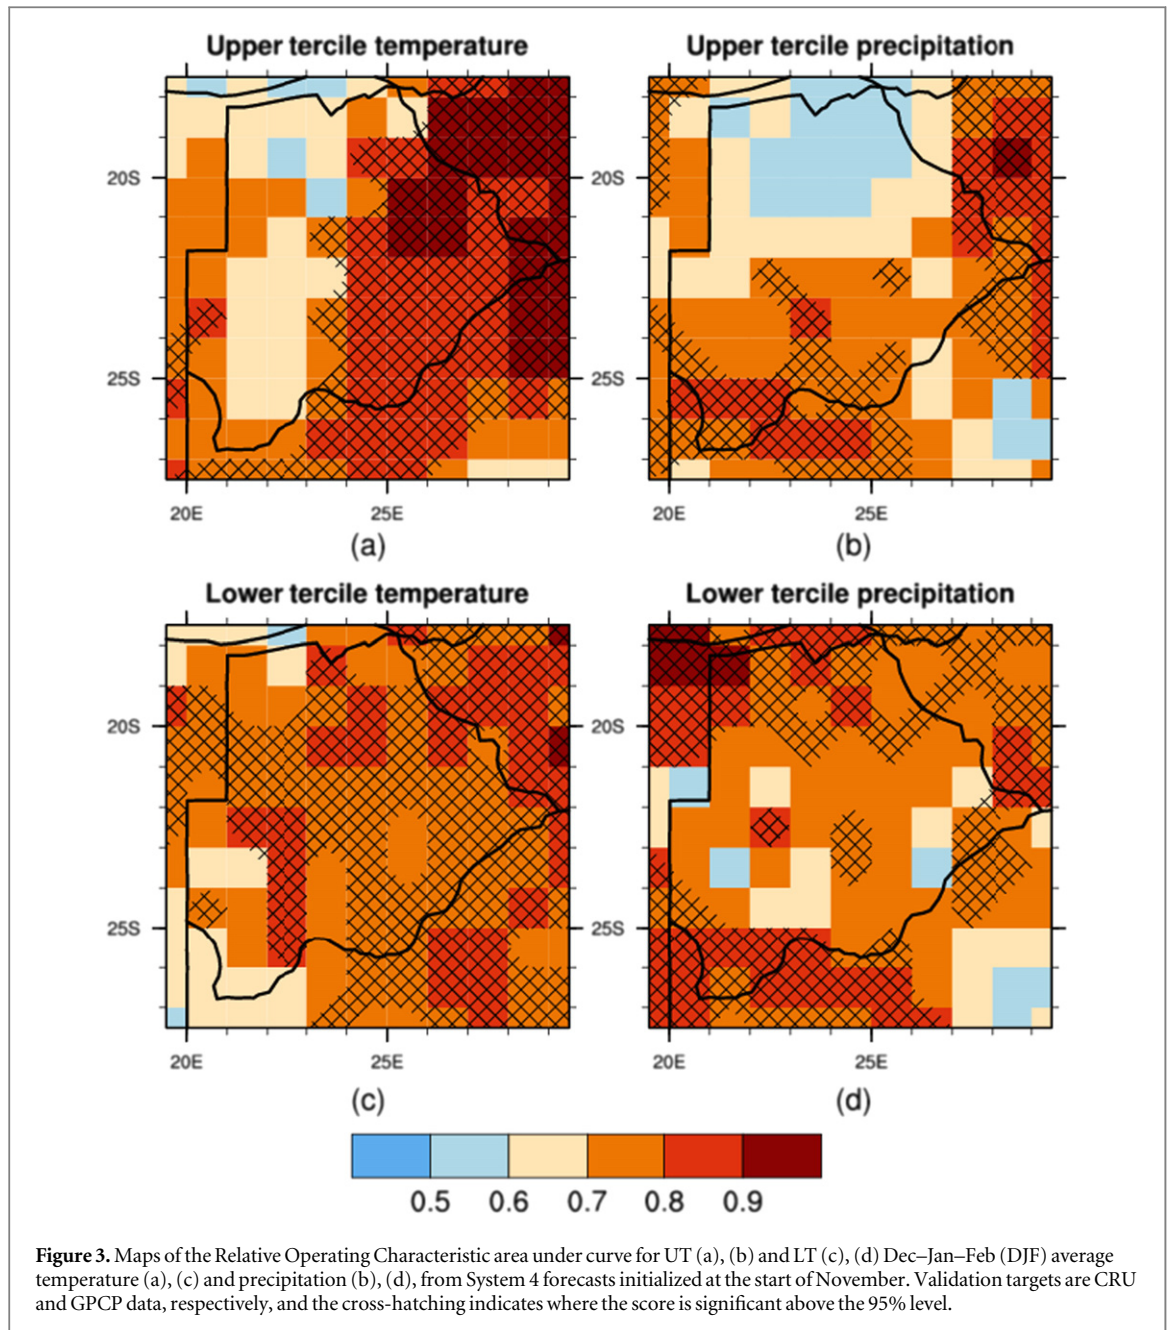 Upper tercile temperature
Upper tercile precipitation
20S
25S
20E
25E
(a)
20S
25S
20E
25E
(b)
Lower tercile temperature
Lower tercile precipitation
20S
25S
20E
25E
(c)
20S
25S
20E
25E
(d)
0.5 0.6 0.7 0.8 0.9
Figure 3. Maps of the Relative Operating Characteristic area under curve for UT (a), (b) and LT (c), (d) Dec–Jan–Feb (DJF) average
temperature (a), (c) and precipitation (b), (d), from System 4 forecasts initialized at the start of November. Validation targets are CRU
and GPCP data, respectively, and the cross-hatching indicates where the score is significant above the 95% level.